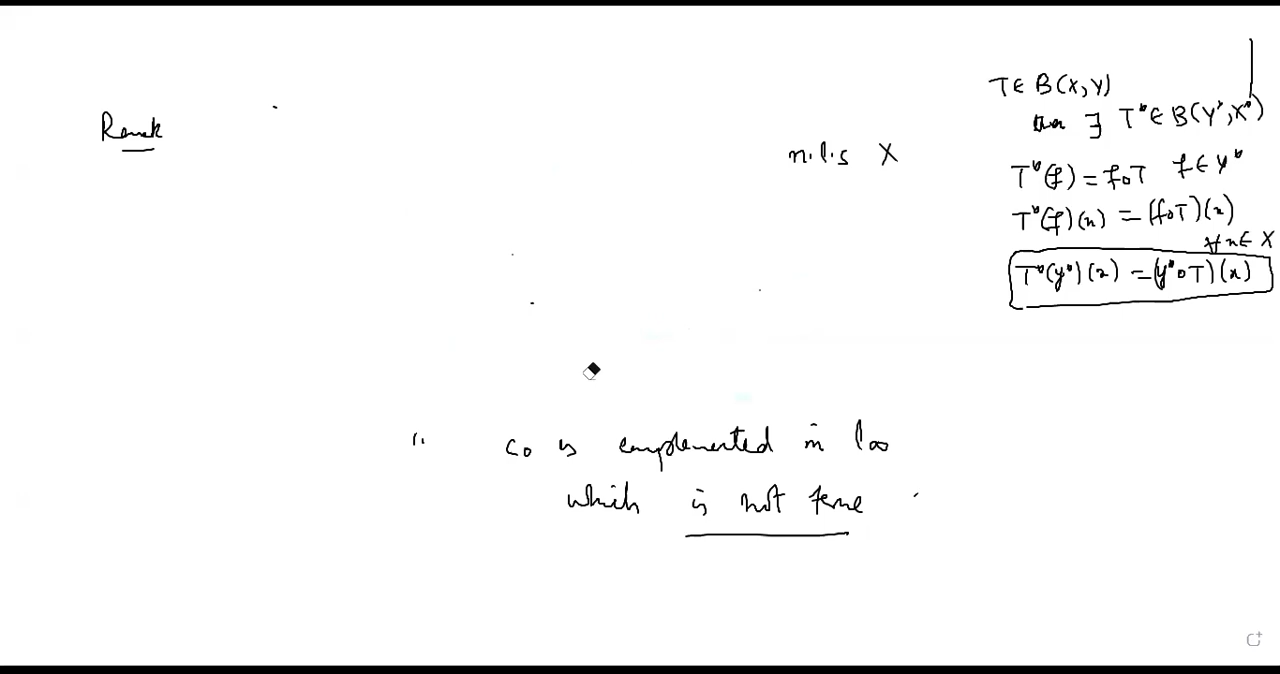 Remark
n.l.s X
T ∈ B(X, Y)
then ∃ T* ∈ B(Y*, X*)
T*(f) = f∘T f ∈ Y*
T*(f)(x) = (f∘T)(x)
∀ x ∈ X
T*(y*)(x) = (y*∘T)(x)
c₀ is complemented in l∞
which is not true